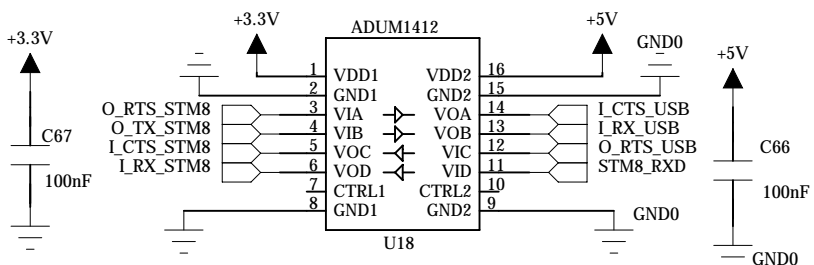 +3.3V
C67
100nF
+3.3V
ADUM1412
+5V
GND0
1 VDD1 VDD2 16
2 GND1 GND2 15
O_RTS_STM8 3 VIA VOA 14 I_CTS_USB
O_TX_STM8 4 VIB VOB 13 I_RX_USB
I_CTS_STM8 5 VOC VIC 12 O_RTS_USB
I_RX_STM8 6 VOD VID 11 STM8_RXD
7 CTRL1 CTRL2 10
8 GND1 GND2 9
GND0
U18
+5V
C66
100nF
GND0